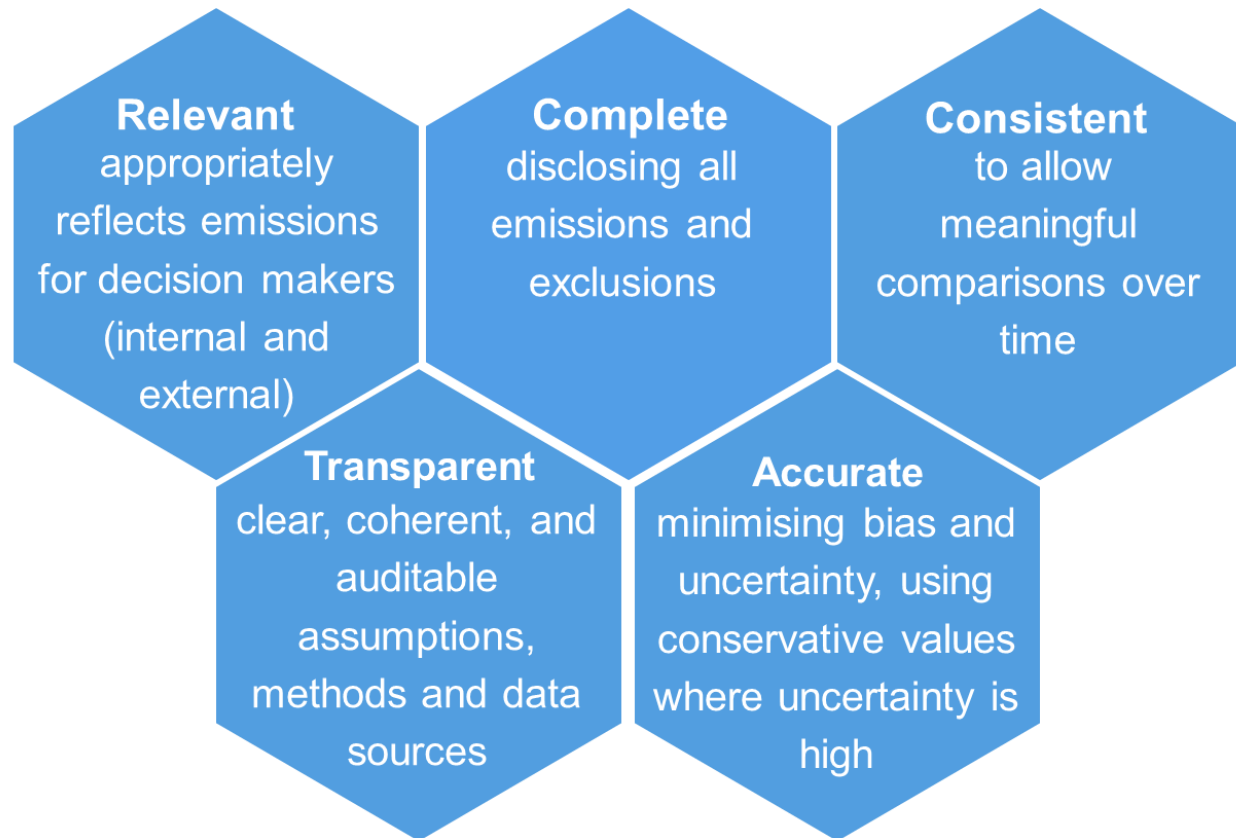 Relevant
appropriately
reflects emissions
for decision makers
(internal and
external)
Complete
disclosing all
emissions and
exclusions
Consistent
to allow
meaningful
comparisons over
time
Transparent
clear, coherent, and
auditable
assumptions,
methods and data
sources
Accurate
minimising bias and
uncertainty, using
conservative values
where uncertainty is
high